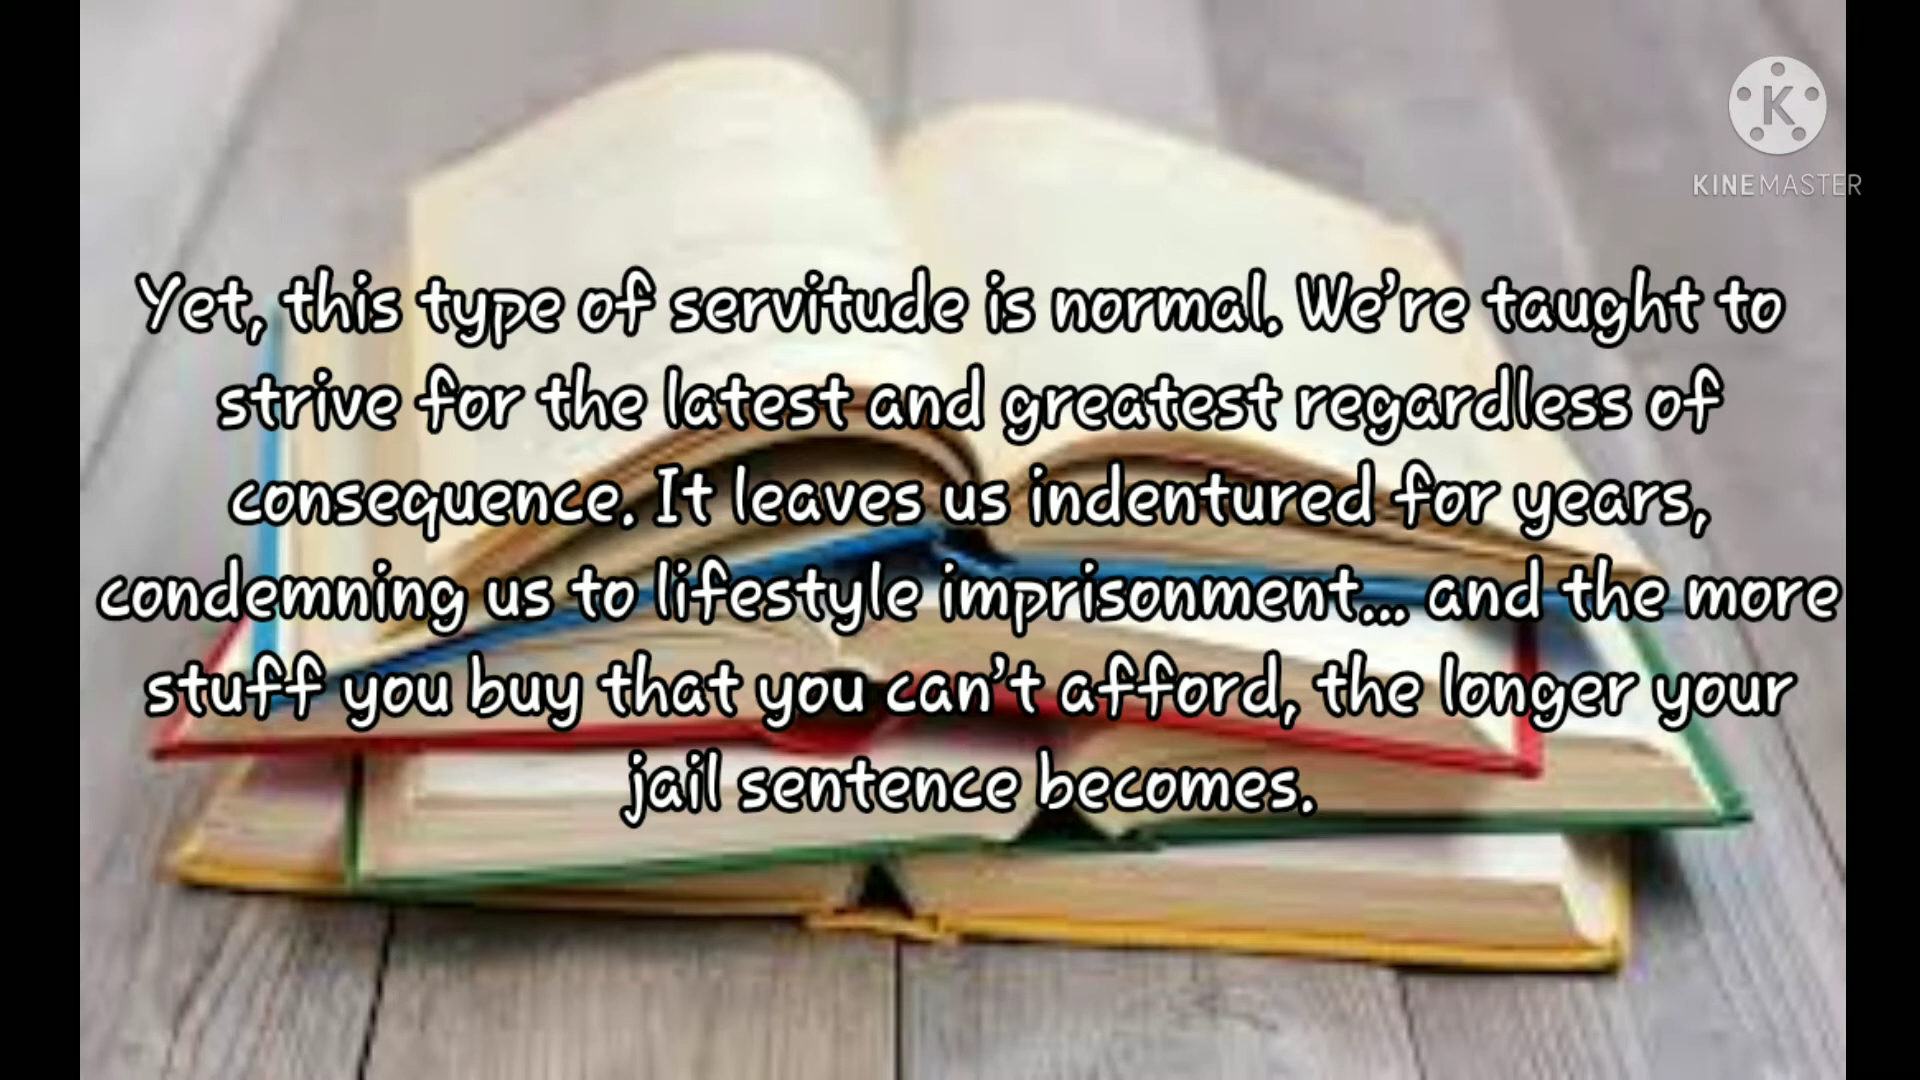 K
KINEMASTER
Yet, this type of servitude is normal. We're taught to
strive for the latest and greatest regardless of
consequence. It leaves us indentured for years,
condemning us to lifestyle imprisonment... and the more
stuff you buy that you can't afford, the longer your
jail sentence becomes.